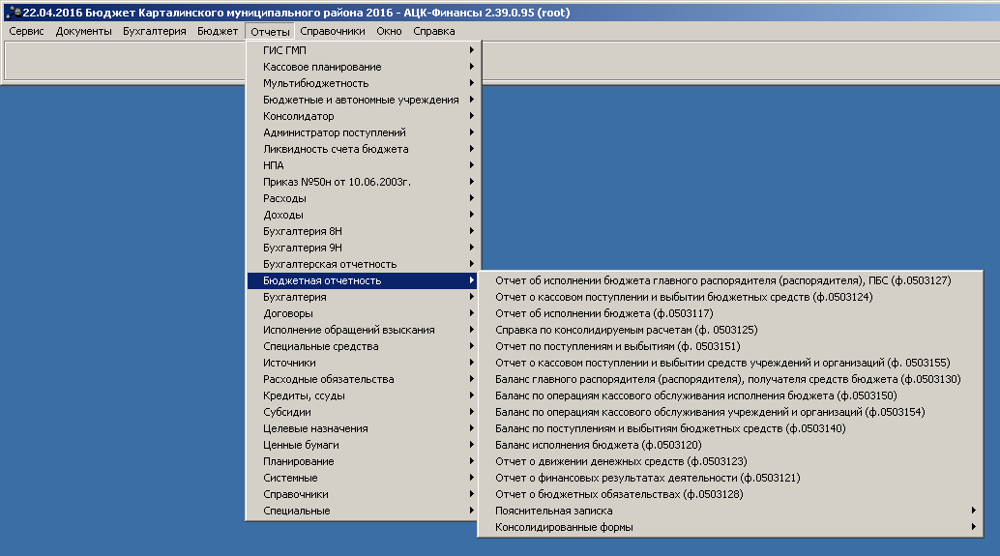 22.04.2016 Бюджет Карталинского муниципального района 2016 - АЦК-Финансы 2.39.0.95 (root)
Сервис Документы Бухгалтерия Бюджет Отчеты Справочники Окно Справка
ГИС ГМП
Кассовое планирование
Мультибюджетность
Бюджетные и автономные учреждения
Консолидатор
Администратор поступлений
Ликвидность счета бюджета
НПА
Приказ №50н от 10.06.2003г.
Расходы
Доходы
Бухгалтерия 8Н
Бухгалтерия 9Н
Бухгалтерская отчетность
Бюджетная отчетность
Бухгалтерия
Договоры
Исполнение обращений взыскания
Специальные средства
Источники
Расходные обязательства
Кредиты, ссуды
Субсидии
Целевые назначения
Ценные бумаги
Планирование
Системные
Справочники
Специальные
Отчет об исполнении бюджета главного распорядителя (распорядителя), ПБС (ф.0503127)
Отчет о кассовом поступлении и выбытии бюджетных средств (ф.0503124)
Отчет об исполнении бюджета (ф.0503117)
Справка по консолидируемым расчетам (ф. 0503125)
Отчет по поступлениям и выбытиям (ф. 0503151)
Отчет о кассовом поступлении и выбытии средств учреждений и организаций (ф. 0503155)
Баланс главного распорядителя (распорядителя), получателя средств бюджета (ф.0503130)
Баланс по операциям кассового обслуживания исполнения бюджета (ф.0503150)
Баланс по операциям кассового обслуживания учреждений и организаций (ф.0503154)
Баланс по поступлениям и выбытиям бюджетных средств (ф.0503140)
Баланс исполнения бюджета (ф.0503120)
Отчет о движении денежных средств (ф.0503123)
Отчет о финансовых результатах деятельности (ф.0503121)
Отчет о бюджетных обязательствах (ф.0503128)
Пояснительная записка
Консолидированные формы